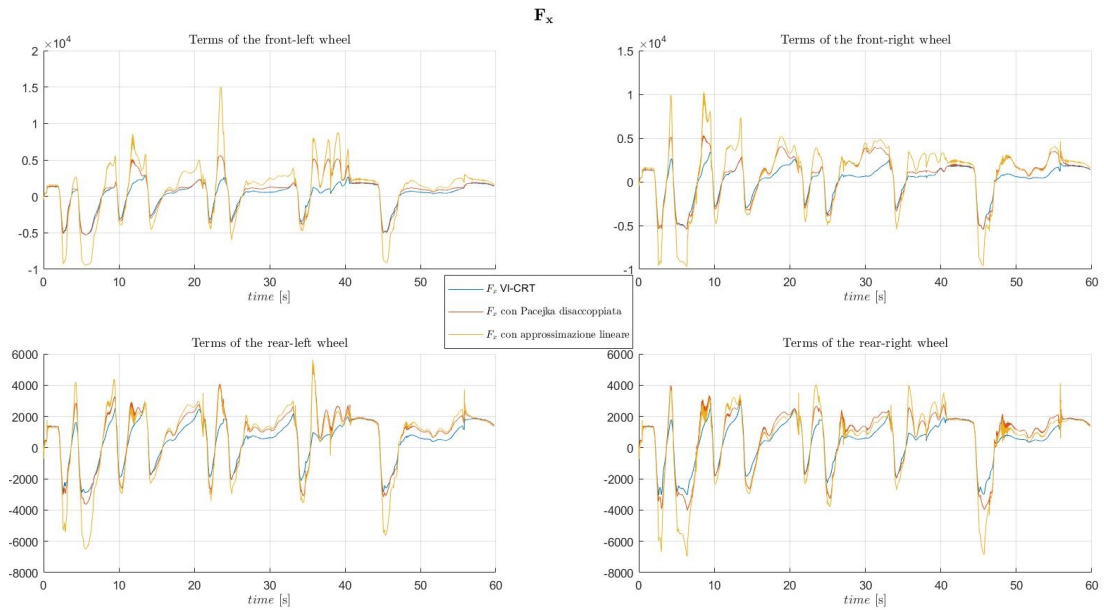 F_x
Terms of the front-left wheel
×10^4
2
1.5
1
0.5
0
-0.5
-1
0 10 20 30 40 50 60
time [s]
Terms of the front-right wheel
×10^4
1.5
1
0.5
0
-0.5
-1
0 10 20 30 40 50 60
time [s]
F_x VI-CRT
F_x con Pacejka disaccoppiata
F_x con approssimazione lineare
Terms of the rear-left wheel
6000
4000
2000
0
-2000
-4000
-6000
-8000
0 10 20 30 40 50 60
time [s]
Terms of the rear-right wheel
6000
4000
2000
0
-2000
-4000
-6000
-8000
0 10 20 30 40 50 60
time [s]